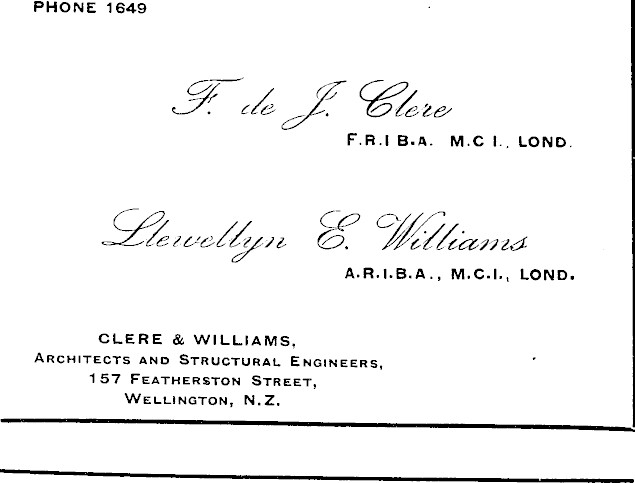 PHONE 1649
F. de J. Clere
F.R.I B.A. M.C I., LOND.
Llewellyn E. Williams
A.R.I.B.A., M.C.I., LOND.
CLERE & WILLIAMS,
ARCHITECTS AND STRUCTURAL ENGINEERS,
157 FEATHERSTON STREET,
WELLINGTON, N.Z.